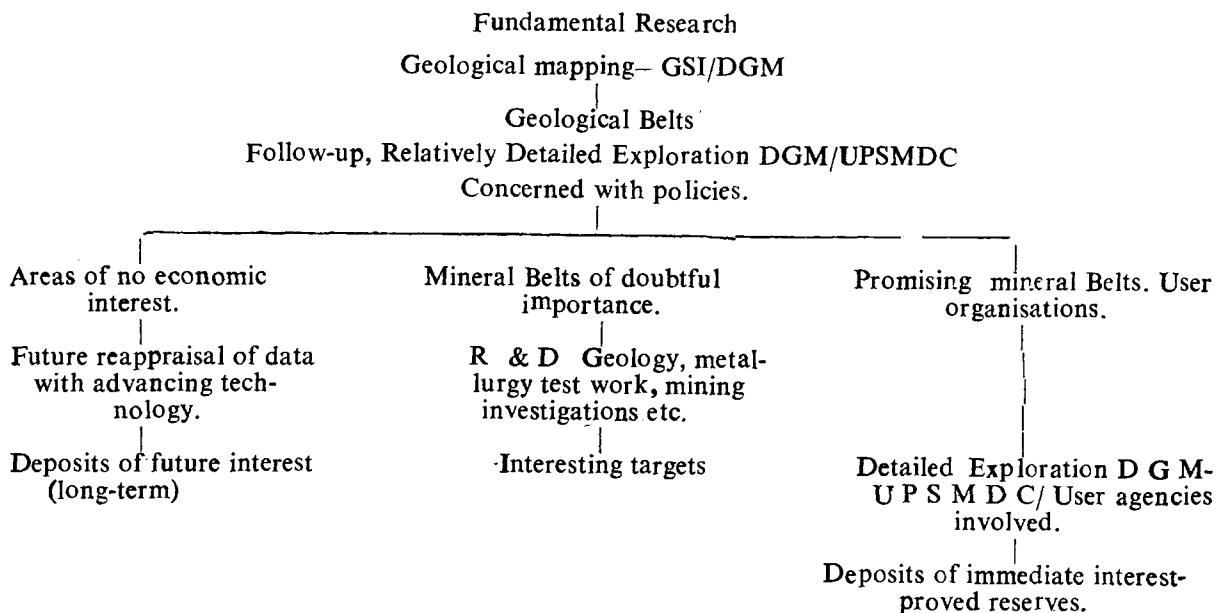 Fundamental Research
Geological mapping– GSI/DGM
Geological Belts
Follow-up, Relatively Detailed Exploration DGM/UPSMDC
Concerned with policies.
Areas of no economic
interest.
Future reappraisal of data
with advancing tech-
nology.
Deposits of future interest
(long-term)
Mineral Belts of doubtful
importance.
R & D Geology, metal-
lurgy test work, mining
investigations etc.
Interesting targets
Promising mineral Belts. User
organisations.
Detailed Exploration D G M-
U P S M D C/ User agencies
involved.
Deposits of immediate interest-
proved reserves.